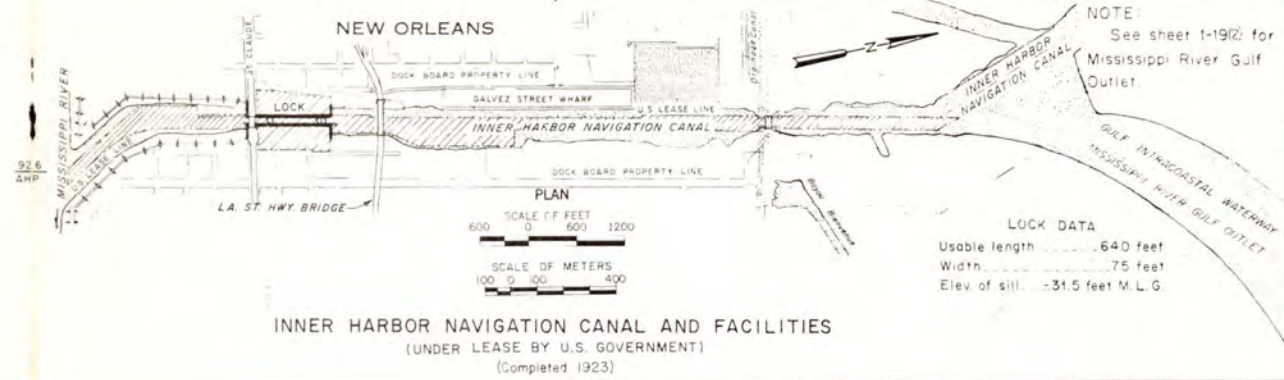 NEW ORLEANS
ST. CLAUDE
Drainage Canal
N
NOTE:
See sheet 1-19(2) for
Mississippi River Gulf
Outlet.
DOCK BOARD PROPERTY LINE
GALVEZ STREET WHARF
U.S. LEASE LINE
LOCK
INNER HARBOR NAVIGATION CANAL
INNER HARBOR
NAVIGATION CANAL
MISSISSIPPI RIVER
U.S. LEASE LINE
92.6
AHP
DOCK BOARD PROPERTY LINE
LA. ST. HWY. BRIDGE
Bayou Bienvenue
GULF INTRACOASTAL WATERWAY
MISSISSIPPI RIVER GULF OUTLET
PLAN
SCALE OF FEET
600 0 600 1200
SCALE OF METERS
100 0 100 400
LOCK DATA
Usable length ........ 640 feet
Width ........ 75 feet
Elev. of sill. -31.5 feet M.L.G.
INNER HARBOR NAVIGATION CANAL AND FACILITIES
(UNDER LEASE BY U.S. GOVERNMENT)
(Completed 1923)